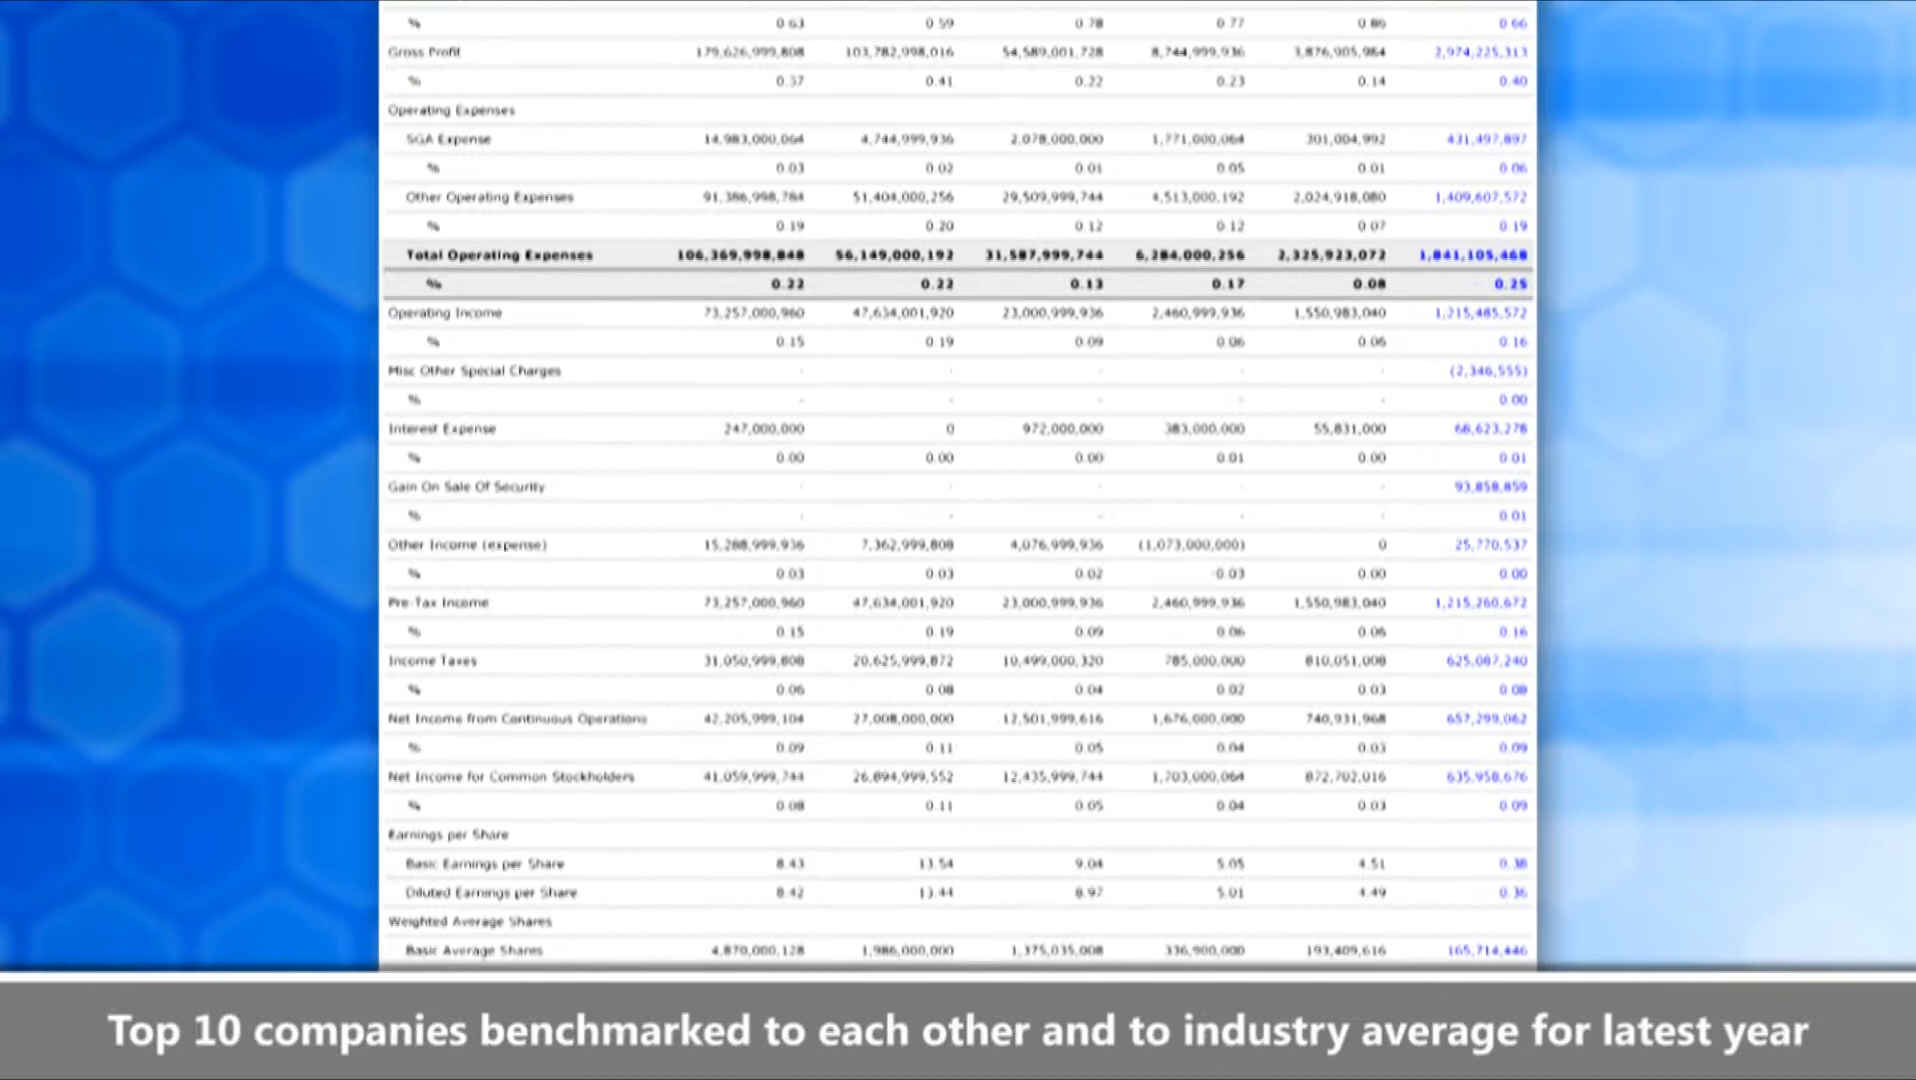 % 0.63 0.59 0.78 0.77 0.86 0.66
Gross Profit 179,626,999,808 103,782,998,016 54,589,001,728 8,744,999,936 3,876,905,984 2,974,225,313
% 0.37 0.41 0.22 0.23 0.14 0.40
Operating Expenses
SGA Expense 14,983,000,064 4,744,999,936 2,078,000,000 1,771,000,064 301,004,992 431,497,897
% 0.03 0.02 0.01 0.05 0.01 0.06
Other Operating Expenses 91,386,998,784 51,404,000,256 29,509,999,744 4,513,000,192 2,024,918,080 1,409,607,572
% 0.19 0.20 0.12 0.12 0.07 0.19
Total Operating Expenses 106,369,998,848 56,149,000,192 31,587,999,744 6,284,000,256 2,325,923,072 1,841,105,468
% 0.22 0.22 0.13 0.17 0.08 0.25
Operating Income 73,257,000,960 47,634,001,920 23,000,999,936 2,460,999,936 1,550,983,040 1,215,485,572
% 0.15 0.19 0.09 0.06 0.06 0.16
Misc Other Special Charges - - - - - (2,346,555)
% - - - - - 0.00
Interest Expense 247,000,000 0 972,000,000 383,000,000 55,831,000 68,623,278
% 0.00 0.00 0.00 0.01 0.00 0.01
Gain On Sale Of Security - - - - - 93,858,859
% - - - - - 0.01
Other Income (expense) 15,288,999,936 7,362,999,808 4,076,999,936 (1,073,000,000) 0 25,770,537
% 0.03 0.03 0.02 -0.03 0.00 0.00
Pre-Tax Income 73,257,000,960 47,634,001,920 23,000,999,936 2,460,999,936 1,550,983,040 1,215,260,672
% 0.15 0.19 0.09 0.06 0.06 0.16
Income Taxes 31,050,999,808 20,625,999,872 10,499,000,320 785,000,000 810,051,008 625,087,240
% 0.06 0.08 0.04 0.02 0.03 0.08
Net Income from Continuous Operations 42,205,999,104 27,008,000,000 12,501,999,616 1,676,000,000 740,931,968 657,299,062
% 0.09 0.11 0.05 0.04 0.03 0.09
Net Income for Common Stockholders 41,059,999,744 26,894,999,552 12,435,999,744 1,703,000,064 872,702,016 635,958,676
% 0.08 0.11 0.05 0.04 0.03 0.09
Earnings per Share
Basic Earnings per Share 8.43 13.54 9.04 5.05 4.51 0.38
Diluted Earnings per Share 8.42 13.44 8.97 5.01 4.49 0.36
Weighted Average Shares
Basic Average Shares 4,870,000,128 1,986,000,000 1,375,035,008 336,900,000 193,409,616 165,714,446
Top 10 companies benchmarked to each other and to industry average for latest year